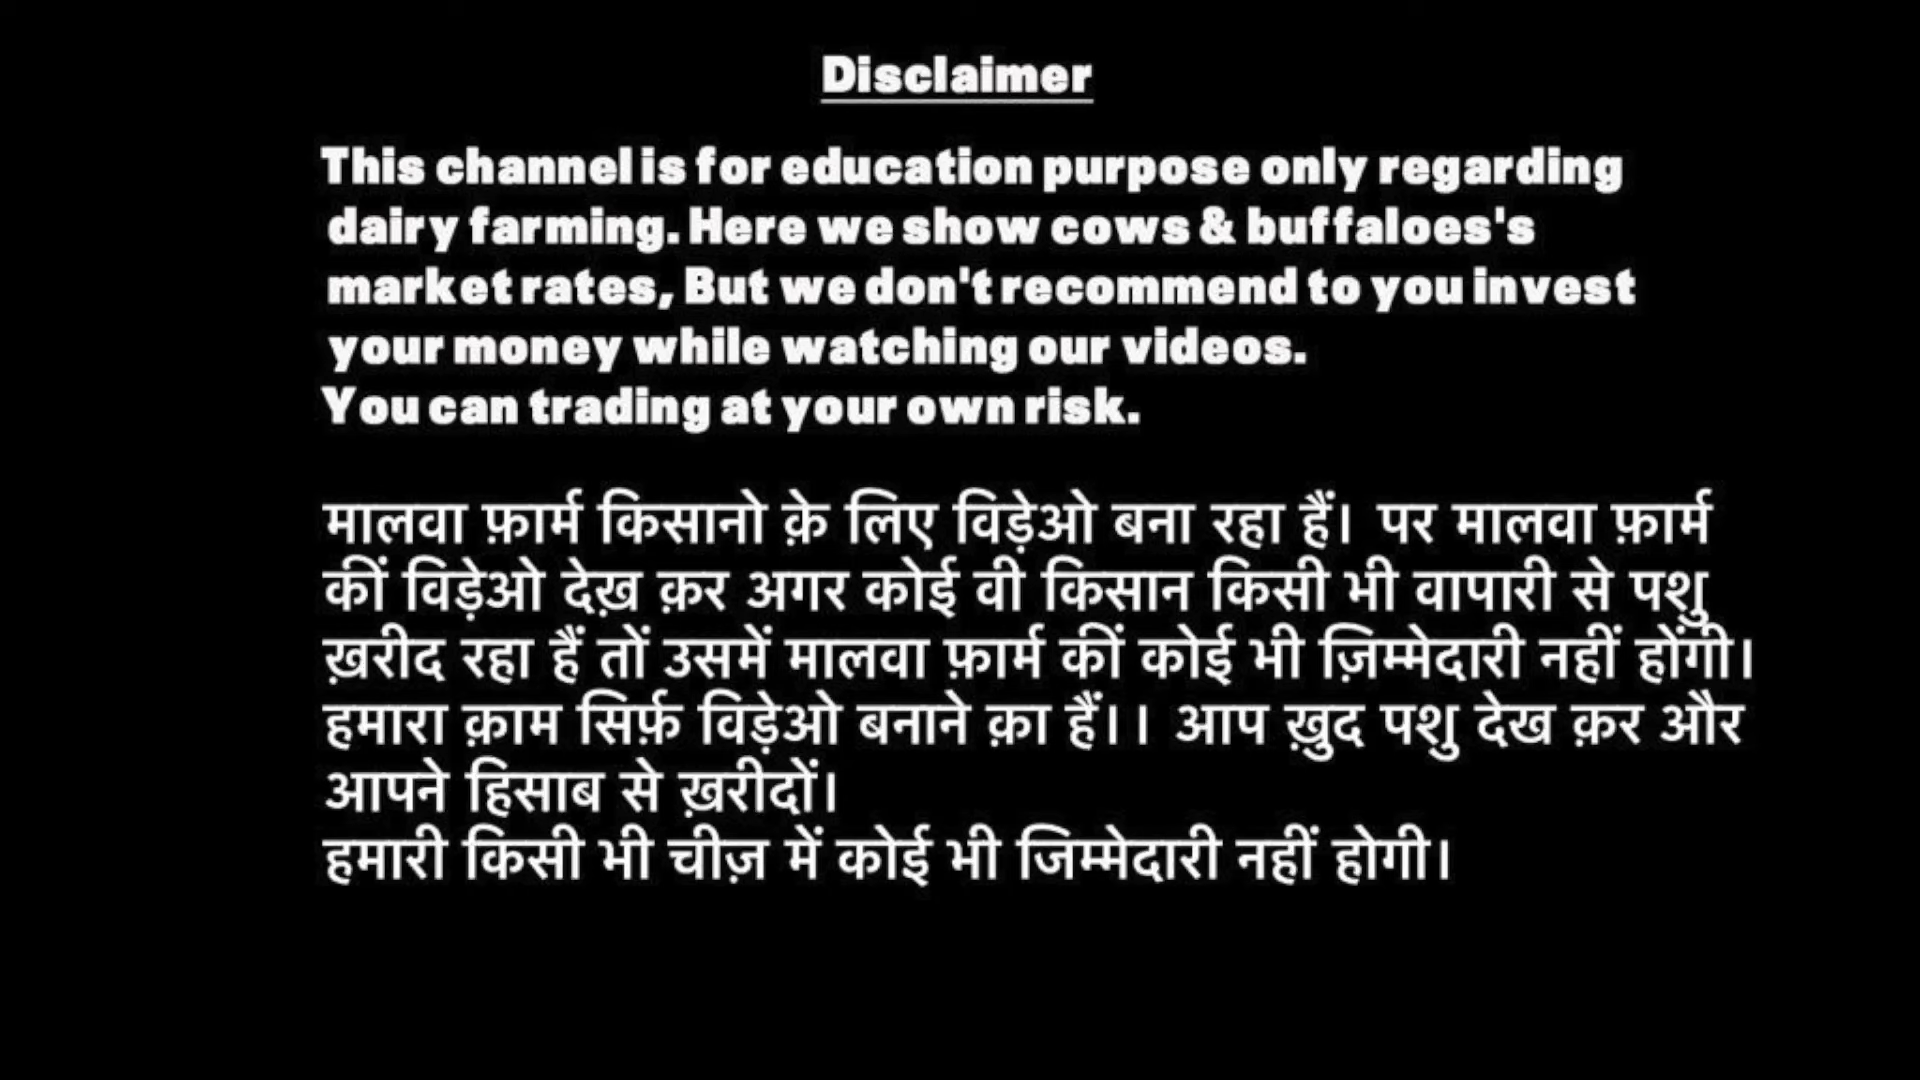 Disclaimer
This channel is for education purpose only regarding
dairy farming. Here we show cows & buffaloes's
market rates, But we don't recommend to you invest
your money while watching our videos.
You can trading at your own risk.
मालवा फ़ार्म किसानो क़े लिए विड़ेओ बना रहा हैं। पर मालवा फ़ार्म
कीं विड़ेओ देख़ क़र अगर कोई वी किसान किसी भी वापारी से पशु
ख़रीद रहा हैं तों उसमें मालवा फ़ार्म कीं कोई भी ज़िम्मेदारी नहीं होंगी।
हमारा क़ाम सिर्फ़ विड़ेओ बनाने क़ा हैं।। आप ख़ुद पशु देख क़र और
आपने हिसाब से ख़रीदों।
हमारी किसी भी चीज़ में कोई भी जिम्मेदारी नहीं होगी।